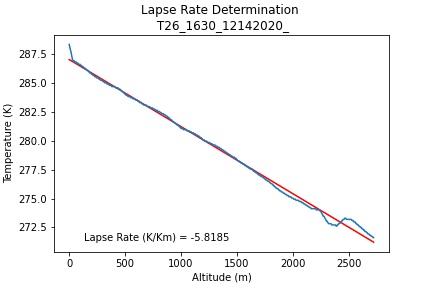 Lapse Rate Determination
T26_1630_12142020_
287.5
285.0
282.5
280.0
277.5
275.0
272.5
Temperature (K)
Lapse Rate (K/Km) = -5.8185
0 500 1000 1500 2000 2500
Altitude (m)